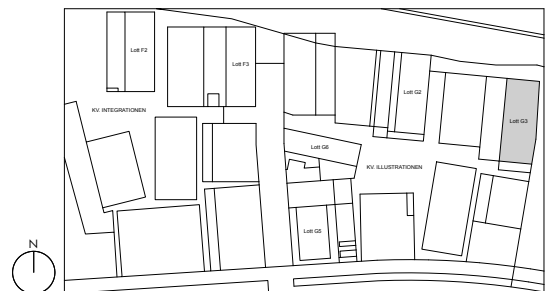 Lott F2
Lott F3
Lott G2
KV. INTEGRATIONEN
Lott G3
Lott G6
KV. ILLUSTRATIONEN
Lott G5
N